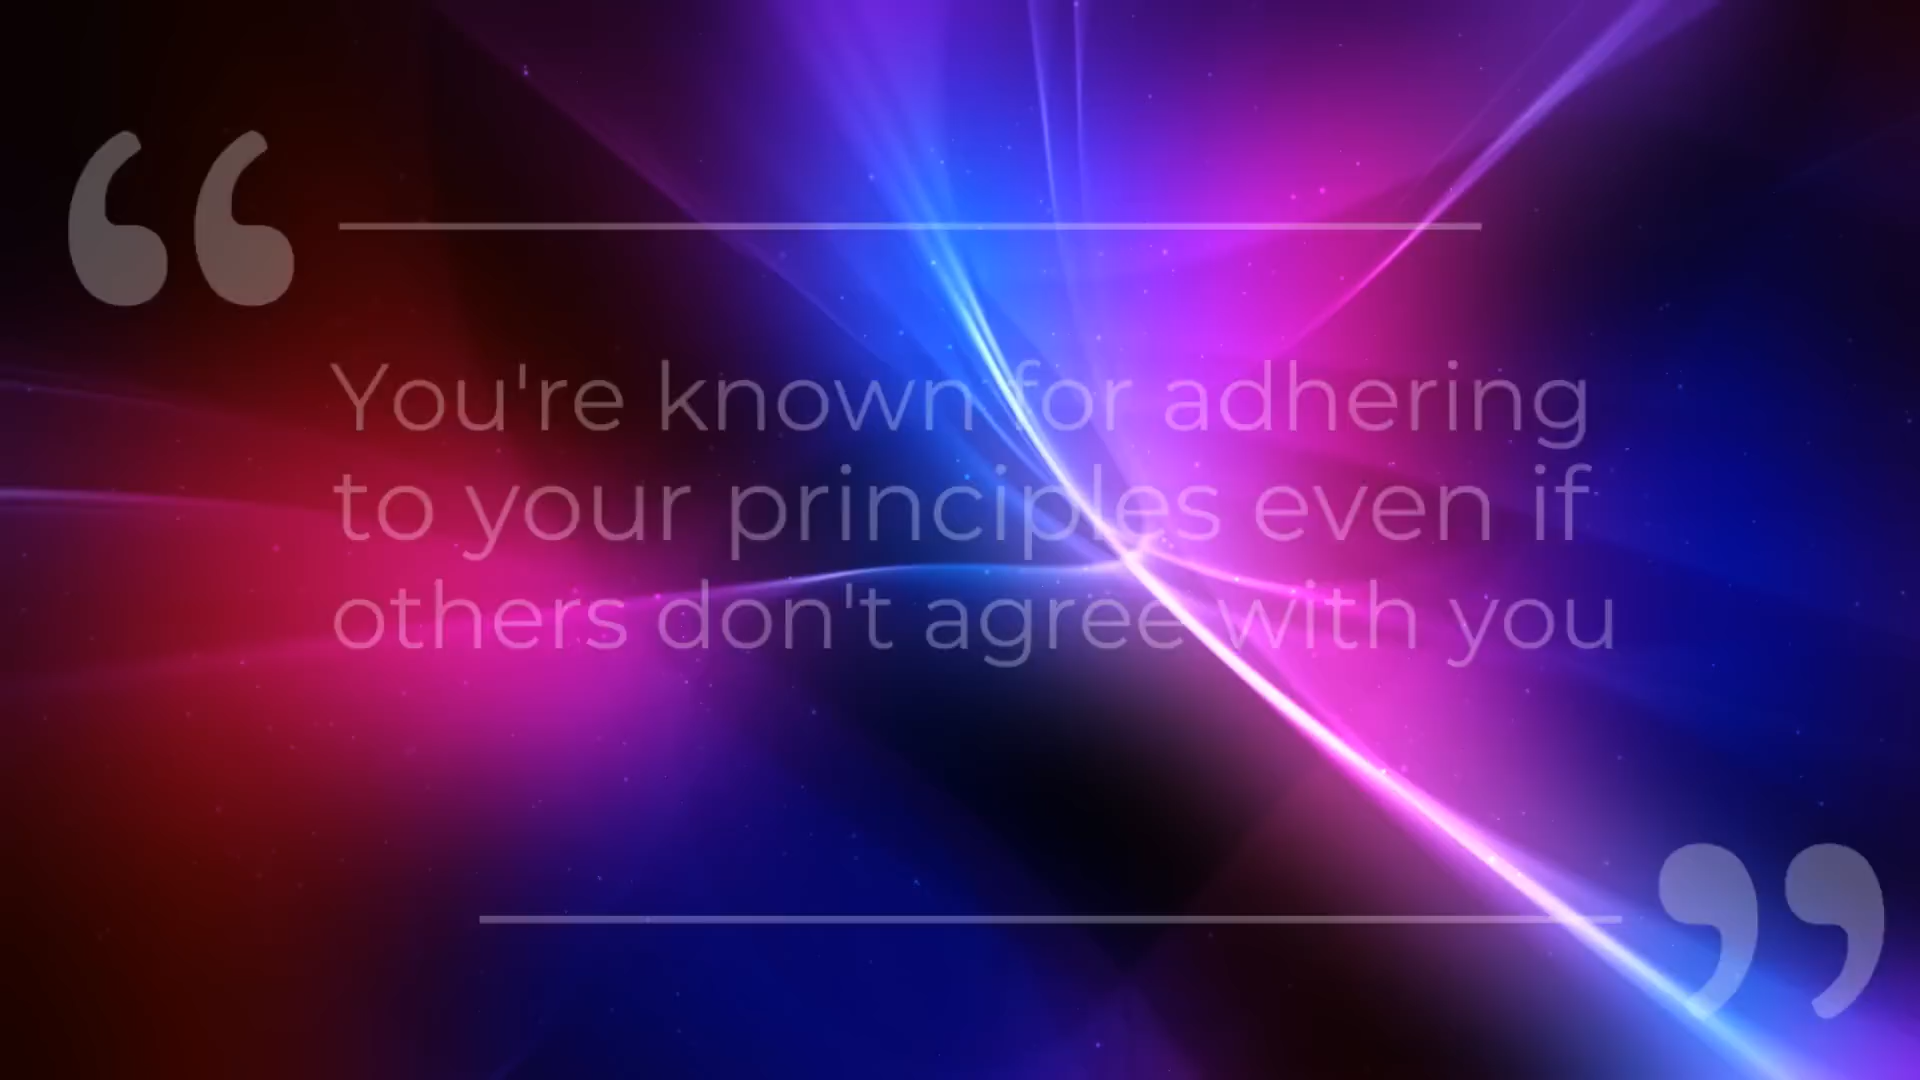 “
You're known for adhering
to your principles even if
others don't agree with you
”